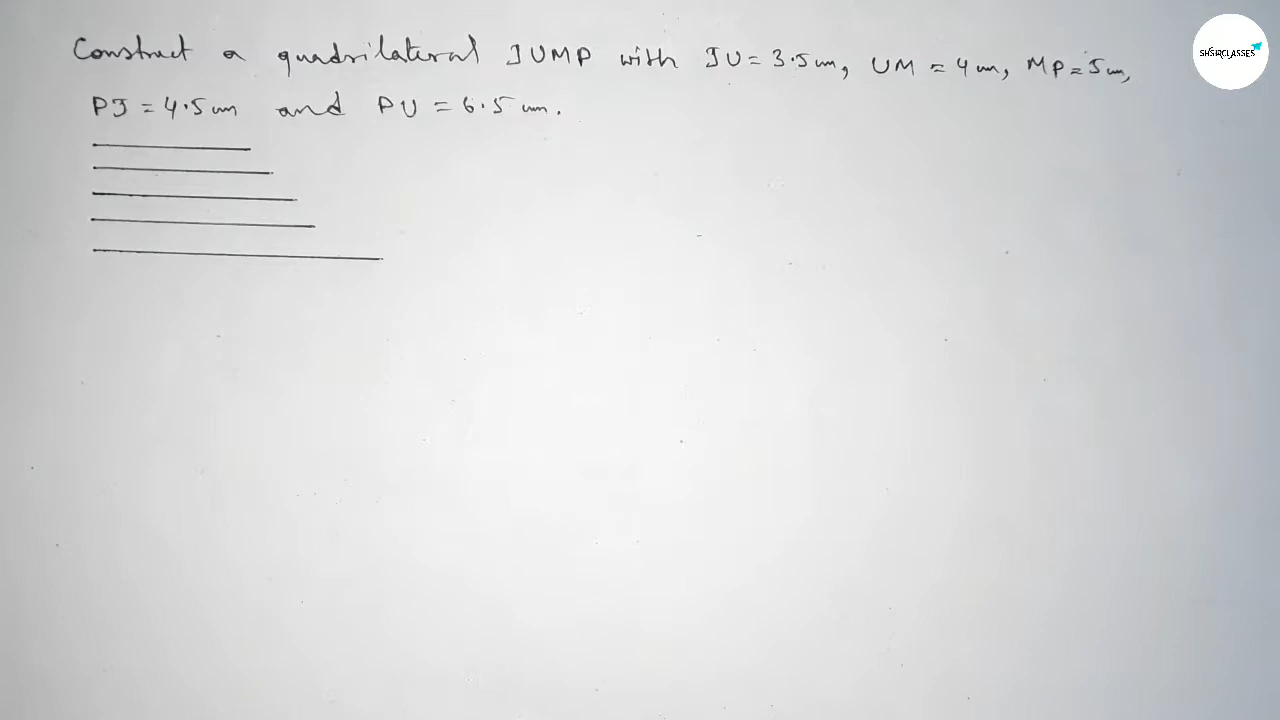 Construct a quadrilateral JUMP with JU = 3.5 cm, UM = 4 cm, MP = 5 cm,
PJ = 4.5 cm and PU = 6.5 cm.
SHSIRCLASSES